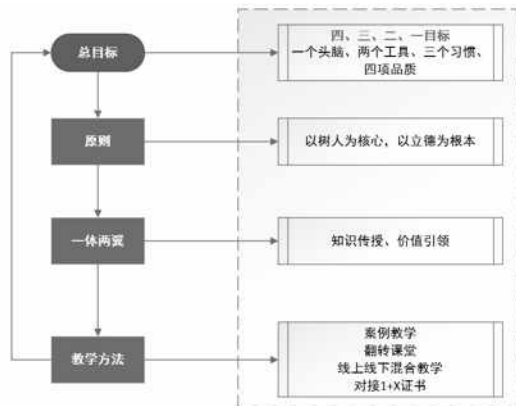 总目标
四、三、二、一目标
一个头脑、两个工具、三个习惯、
四项品质
原则
以树人为核心，以立德为根本
一体两翼
知识传授、价值引领
教学方法
案例教学
翻转课堂
线上线下混合教学
对接1+X证书